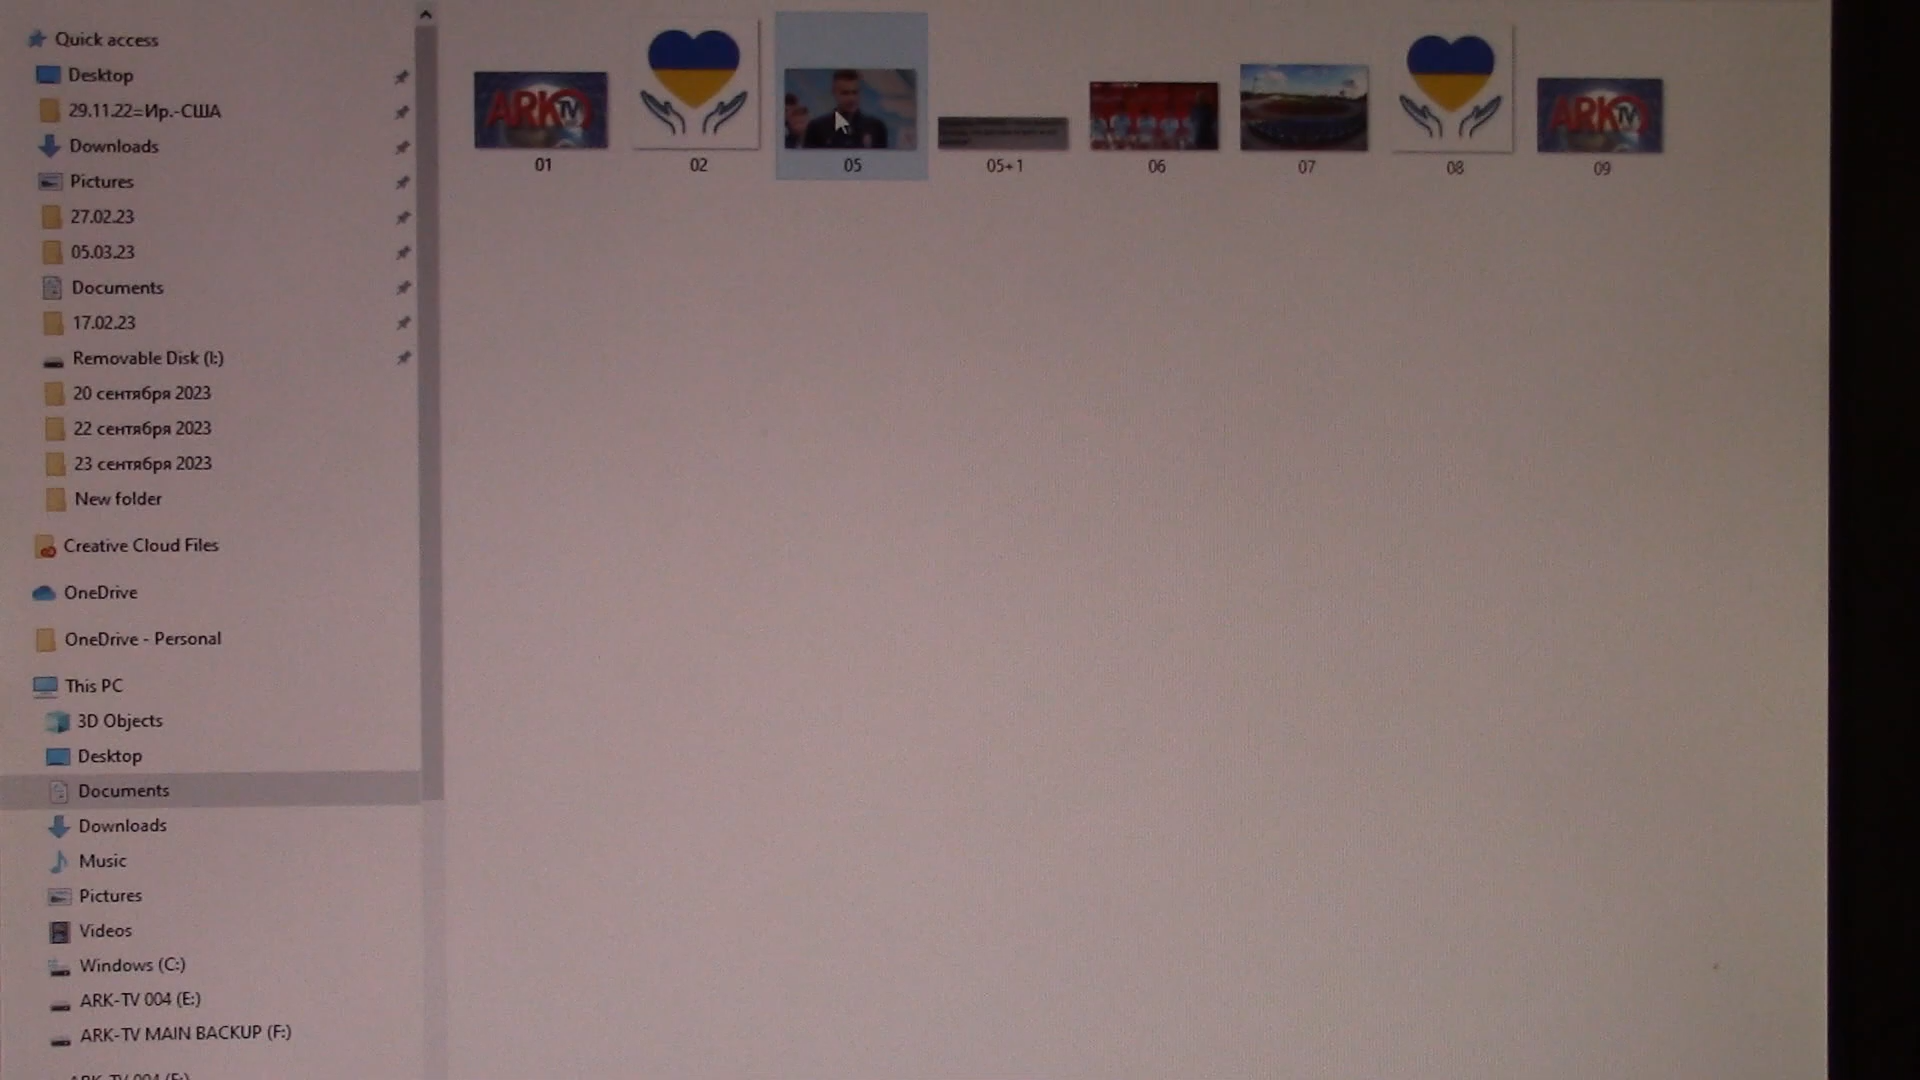 Quick access
Desktop
29.11.22=Ир.-США
Downloads
Pictures
27.02.23
05.03.23
Documents
17.02.23
Removable Disk (I:)
20 сентября 2023
22 сентября 2023
23 сентября 2023
New folder
Creative Cloud Files
OneDrive
OneDrive - Personal
This PC
3D Objects
Desktop
Documents
Downloads
Music
Pictures
Videos
Windows (C:)
ARK-TV 004 (E:)
ARK-TV MAIN BACKUP (F:)
ARK TV
ARK TV
01
02
05
05+1
06
07
08
09